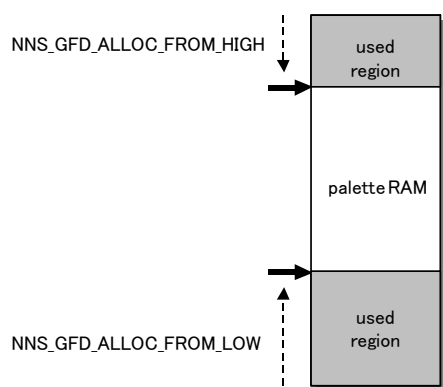 NNS_GFD_ALLOC_FROM_HIGH
used
region
palette RAM
used
region
NNS_GFD_ALLOC_FROM_LOW